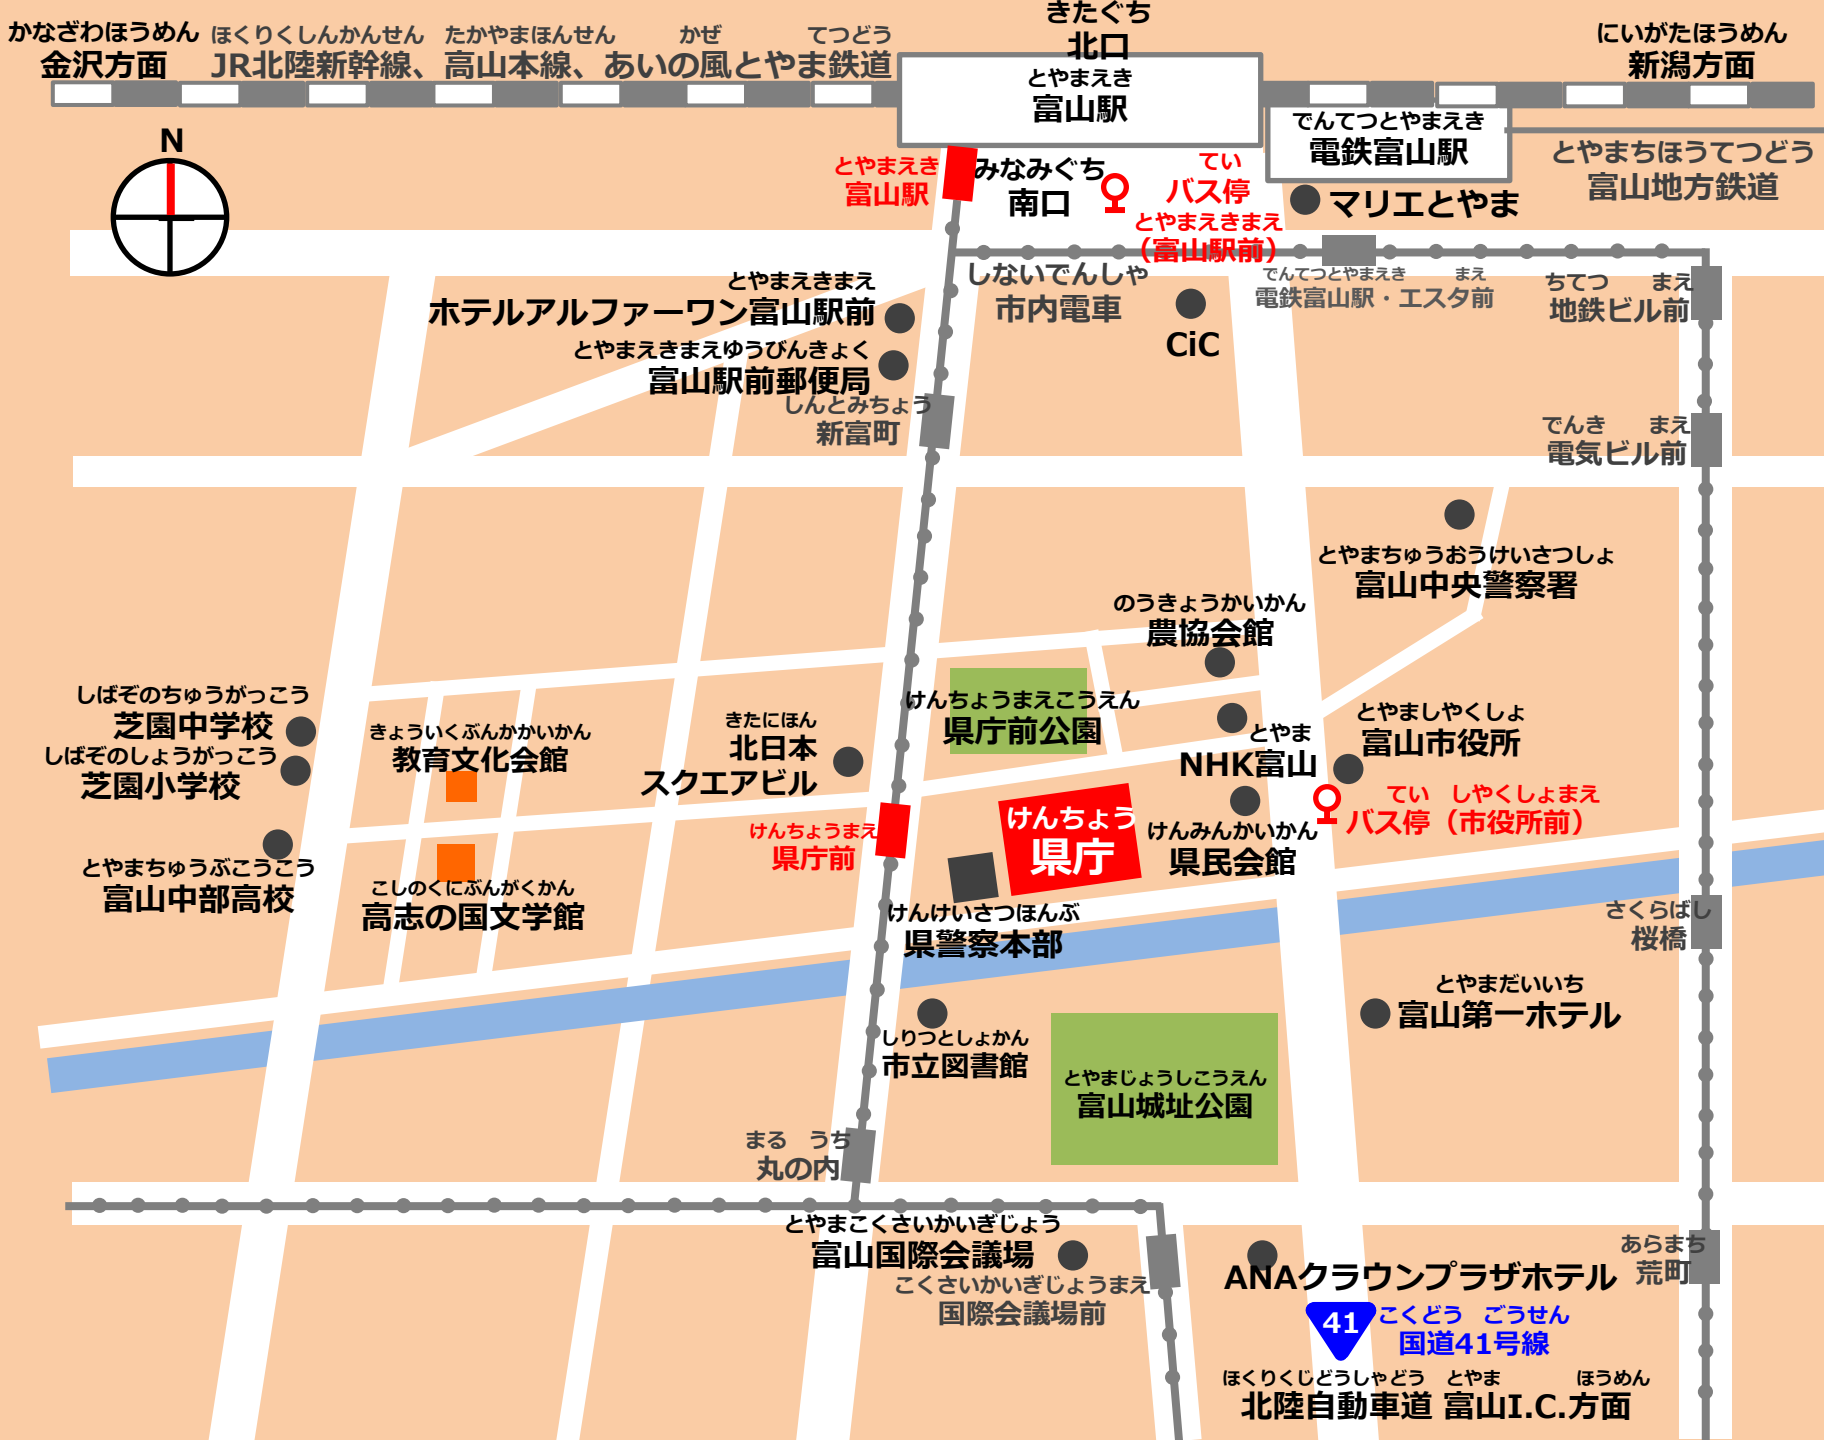 きたぐち
北口
かなざわほうめん
金沢方面
ほくりくしんかんせん　たかやまほんせん　かぜ　てつどう
JR北陸新幹線、高山本線、あいの風とやま鉄道
とやまえき
富山駅
にいがたほうめん
新潟方面
でんてつとやまえき
電鉄富山駅
とやまちほうてつどう
富山地方鉄道
N
とやまえき
富山駅
みなみぐち
南口
てい
バス停
とやまえきまえ
（富山駅前）
マリエとやま
しないでんしゃ
市内電車
でんてつとやまえき　まえ
電鉄富山駅・エスタ前
ちてつ　まえ
地鉄ビル前
とやまえきまえ
ホテルアルファーワン富山駅前
CiC
とやまえきまえゆうびんきょく
富山駅前郵便局
しんとみちょう
新富町
でんき　まえ
電気ビル前
とやまちゅうおうけいさつしょ
富山中央警察署
のうきょうかいかん
農協会館
しばぞのちゅうがっこう
芝園中学校
しばぞのしょうがっこう
芝園小学校
きょういくぶんかかいかん
教育文化会館
きたにほん
北日本
スクエアビル
けんちょうまえこうえん
県庁前公園
とやま
NHK富山
とやましやくしょ
富山市役所
てい　しやくしょまえ
バス停（市役所前）
けんちょうまえ
県庁前
けんちょう
県庁
けんみんかいかん
県民会館
とやまちゅうぶこうこう
富山中部高校
こしのくにぶんがくかん
高志の国文学館
けんけいさつほんぶ
県警察本部
さくらばし
桜橋
とやまだいいち
富山第一ホテル
しりつとしょかん
市立図書館
とやまじょうしこうえん
富山城址公園
まる　うち
丸の内
とやまこくさいかいぎじょう
富山国際会議場
こくさいかいぎじょうまえ
国際会議場前
ANAクラウンプラザホテル
あらまち
荒町
41
こくどう　ごうせん
国道41号線
ほくりくじどうしゃどう　とやま　ほうめん
北陸自動車道 富山I.C.方面